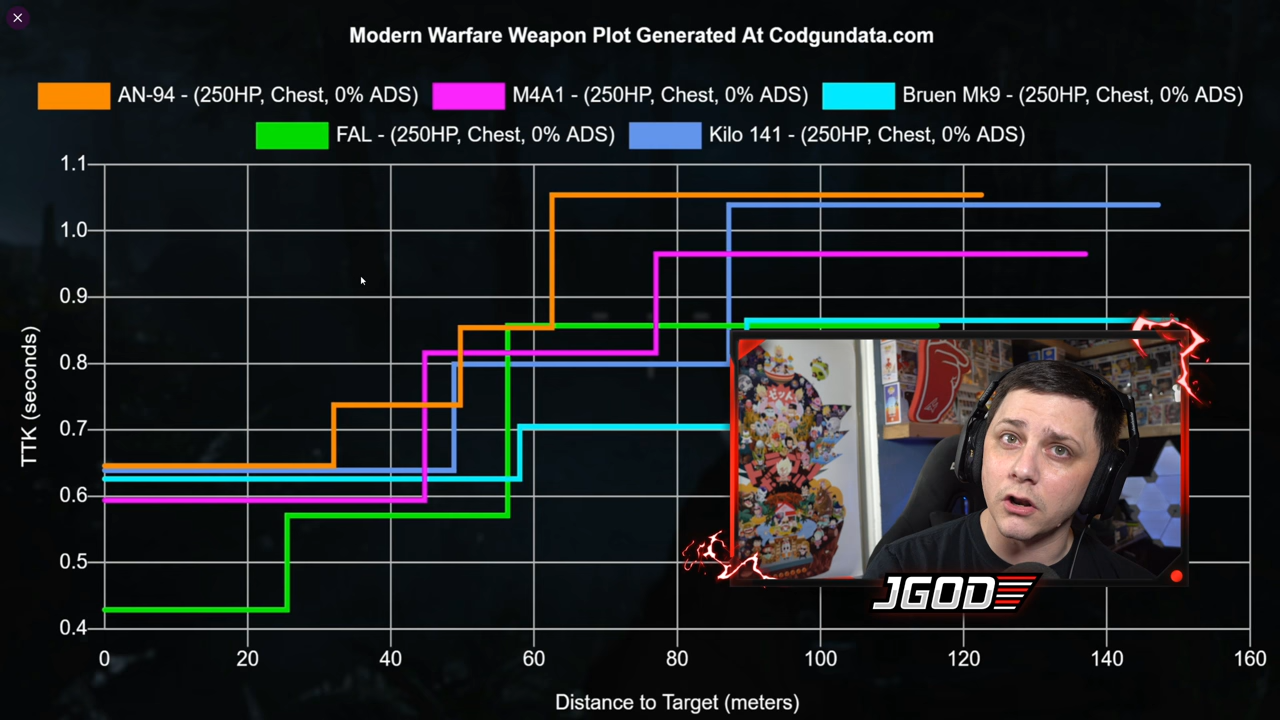 Modern Warfare Weapon Plot Generated At Codgundata.com
AN-94 - (250HP, Chest, 0% ADS) M4A1 - (250HP, Chest, 0% ADS) Bruen Mk9 - (250HP, Chest, 0% ADS)
FAL - (250HP, Chest, 0% ADS) Kilo 141 - (250HP, Chest, 0% ADS)
1.1
1.0
0.9
0.8
0.7
0.6
0.5
0.4
TTK (seconds)
0 20 40 60 80 100 120 140 160
Distance to Target (meters)
JGOD